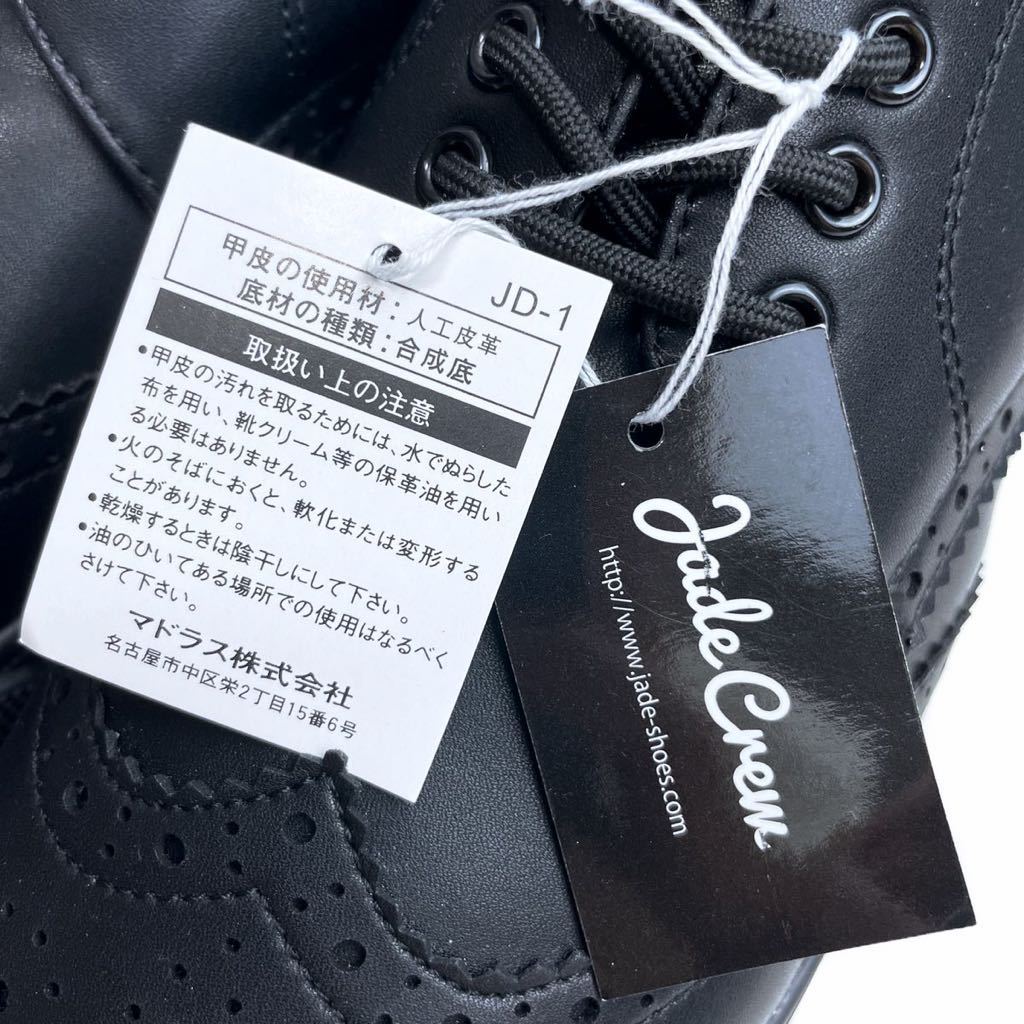 JD-1
甲皮の使用材：人工皮革
底材の種類：合成底
取扱い上の注意
•甲皮の汚れを取るためには、水でぬらした
布を用い、靴クリーム等の保革油を用い
る必要はありません。
•火のそばにおくと、軟化または変形する
ことがあります。
•乾燥するときは陰干しにして下さい。
•油のひいてある場所での使用はなるべく
さけて下さい。
マドラス株式会社
名古屋市中区栄2丁目15番6号
Jade Crew
http://www.jade-shoes.com